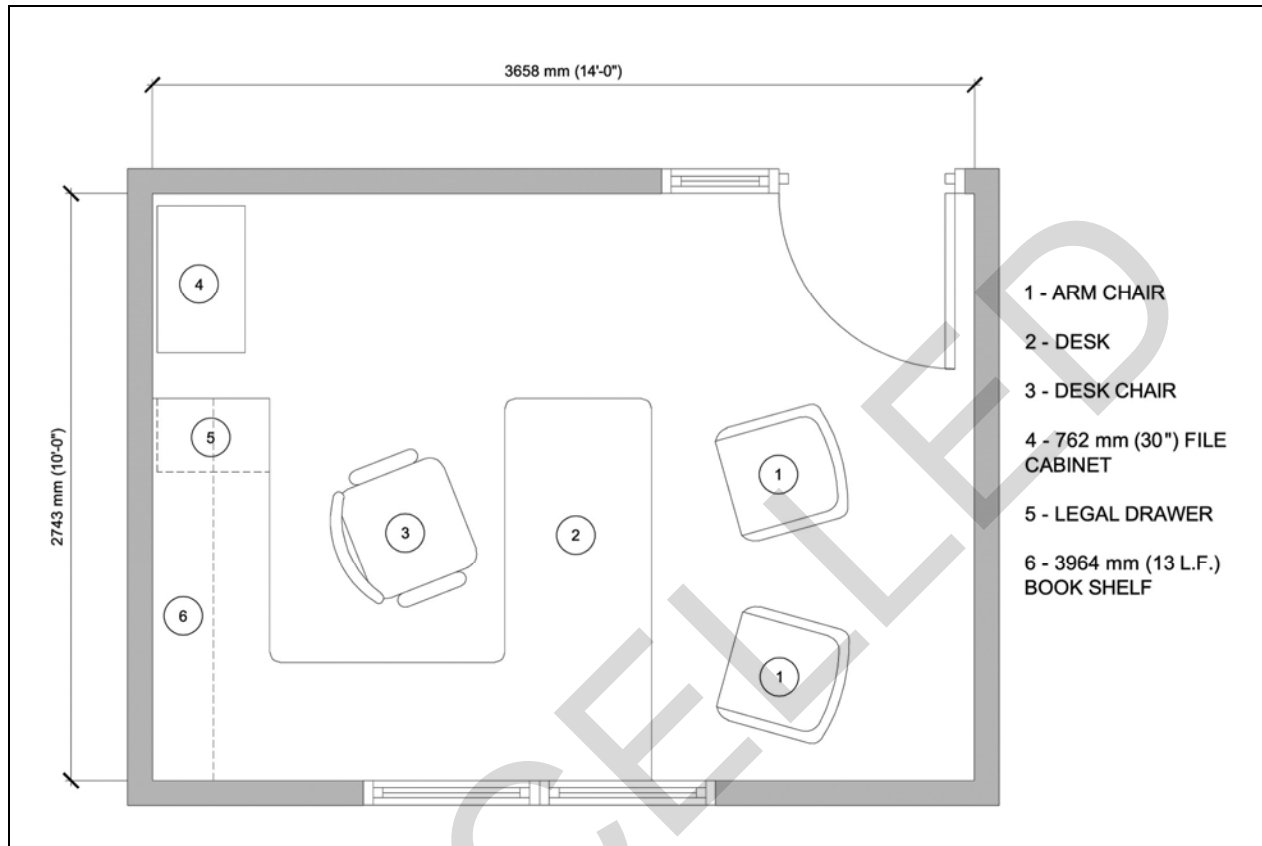 3658 mm (14'-0")
2743 mm (10'-0")
4
5
3
2
1
6
1
1 - ARM CHAIR
2 - DESK
3 - DESK CHAIR
4 - 762 mm (30") FILE
CABINET
5 - LEGAL DRAWER
6 - 3964 mm (13 L.F.)
BOOK SHELF
CELLED